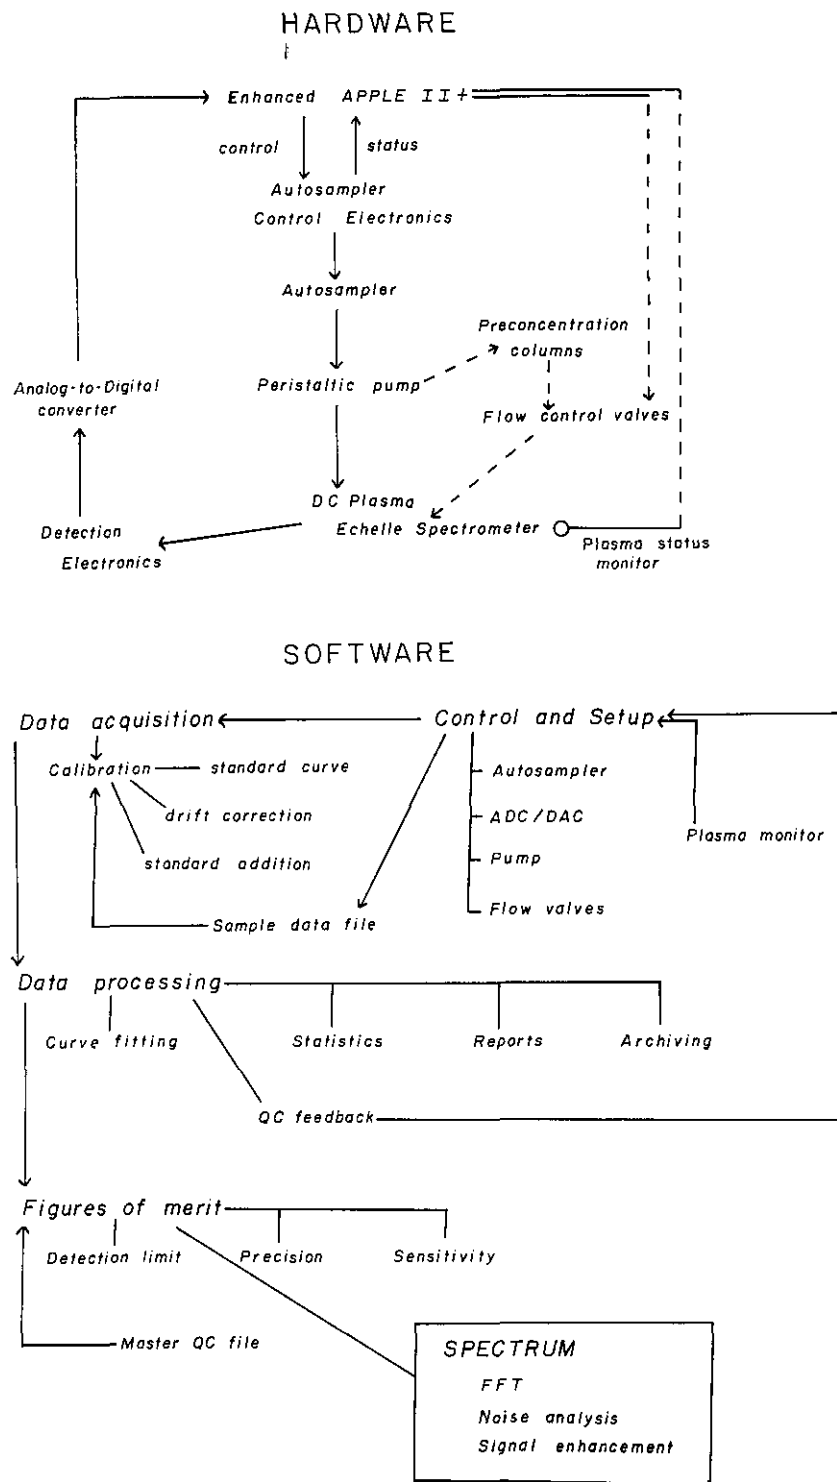 HARDWARE
Enhanced APPLE II+
control
status
Autosampler
Control Electronics
Autosampler
Preconcentration
columns
Peristaltic pump
Analog-to-Digital
converter
Flow control valves
DC Plasma
Echelle Spectrometer
Detection
Electronics
Plasma status
monitor
SOFTWARE
Data acquisition
Control and Setup
Calibration
standard curve
Autosampler
drift correction
ADC/DAC
Plasma monitor
standard addition
Pump
Sample data file
Flow valves
Data processing
Curve fitting
Statistics
Reports
Archiving
QC feedback
Figures of merit
Detection limit
Precision
Sensitivity
Master QC file
SPECTRUM
FFT
Noise analysis
Signal enhancement